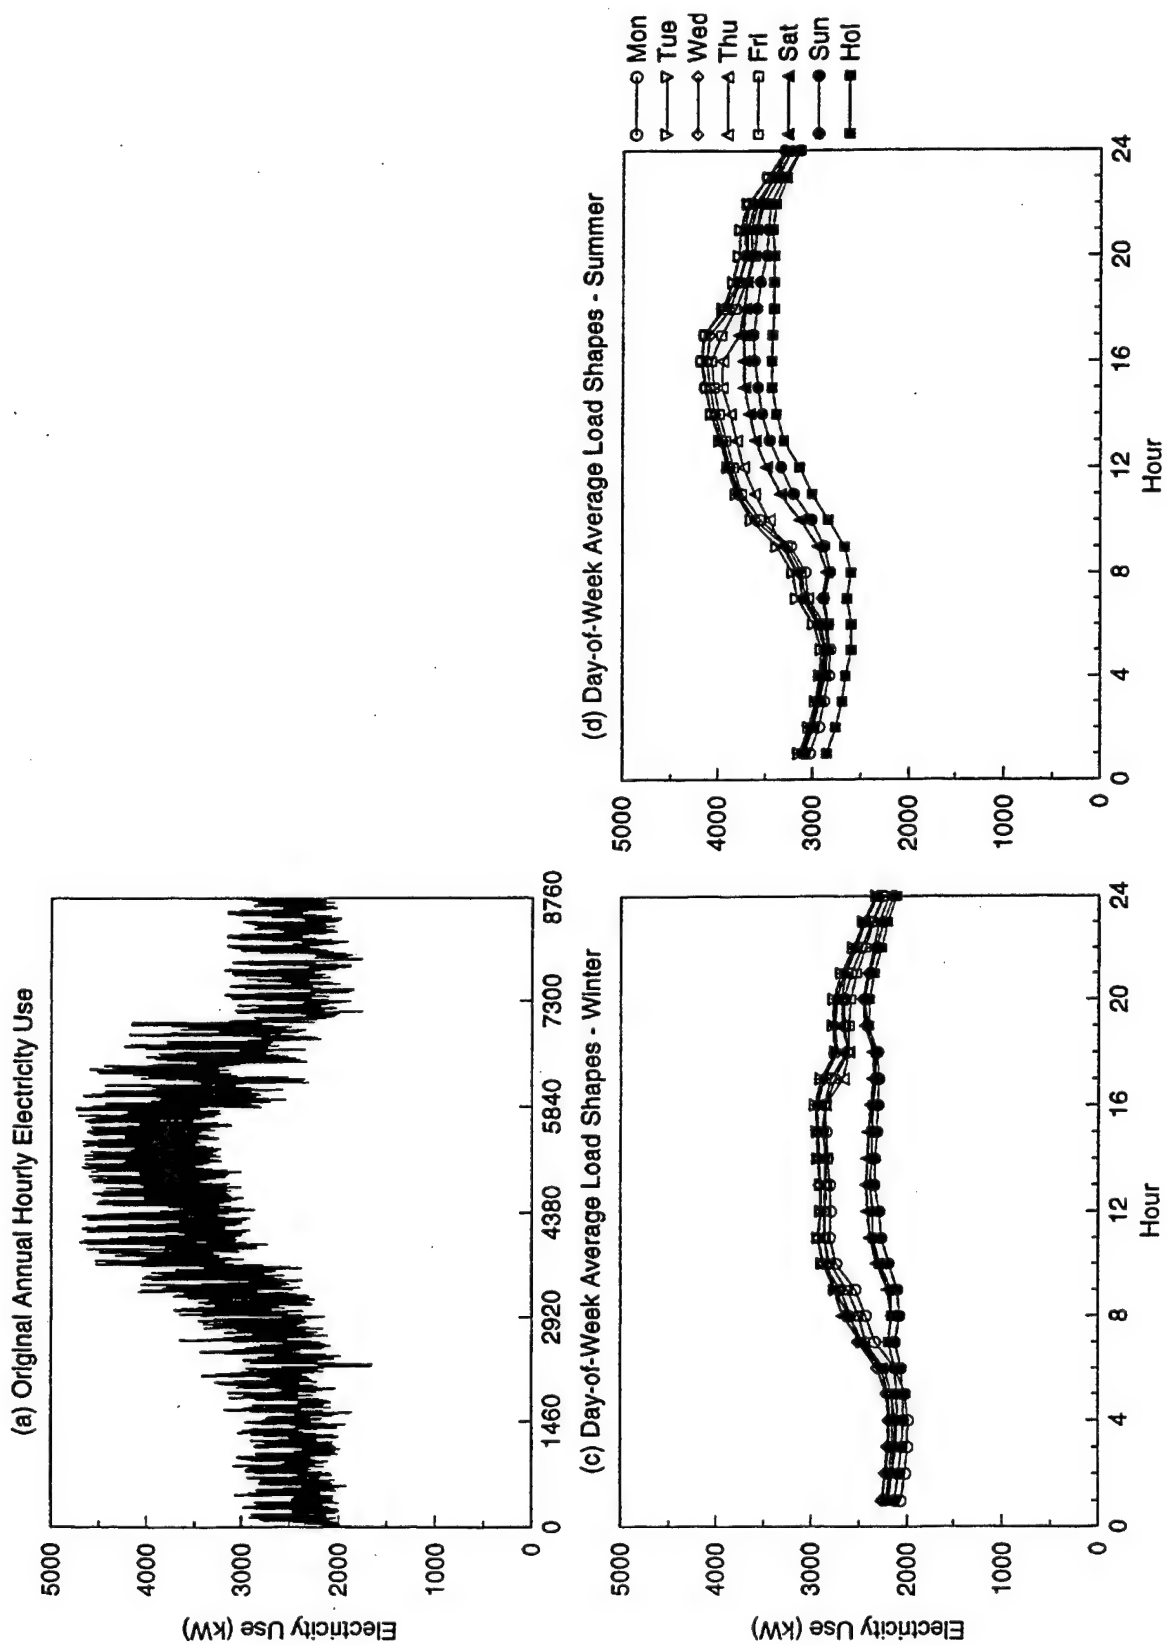 (a) Original Annual Hourly Electricity Use
Electricity Use (kW)
5000
4000
3000
2000
1000
0
0 1460 2920 4380 5840 7300 8760
(c) Day-of-Week Average Load Shapes - Winter
Electricity Use (kW)
5000
4000
3000
2000
1000
0
0 4 8 12 16 20 24
Hour
(d) Day-of-Week Average Load Shapes - Summer
5000
4000
3000
2000
1000
0
0 4 8 12 16 20 24
Hour
Mon
Tue
Wed
Thu
Fri
Sat
Sun
Hol